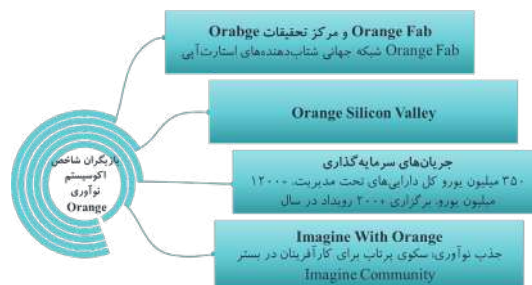 Orange Fab و مرکز تحقیقات Orabge
Orange Fab شبکه جهانی شتاب‌دهنده‌های استارت‌آپی
Orange Silicon Valley
بازیگران شاخص
اکوسیستم
نوآوری
Orange
جریان‌های سرمایه‌گذاری
۳۵۰ میلیون یورو کل دارایی‌های تحت مدیریت، ۱۲۰۰۰
میلیون یورو، برگزاری ۲۰۰۰ رویداد در سال
Imagine With Orange
جذب نوآوری، سکوی پرتاب برای کارآفرینان در بستر
Imagine Community